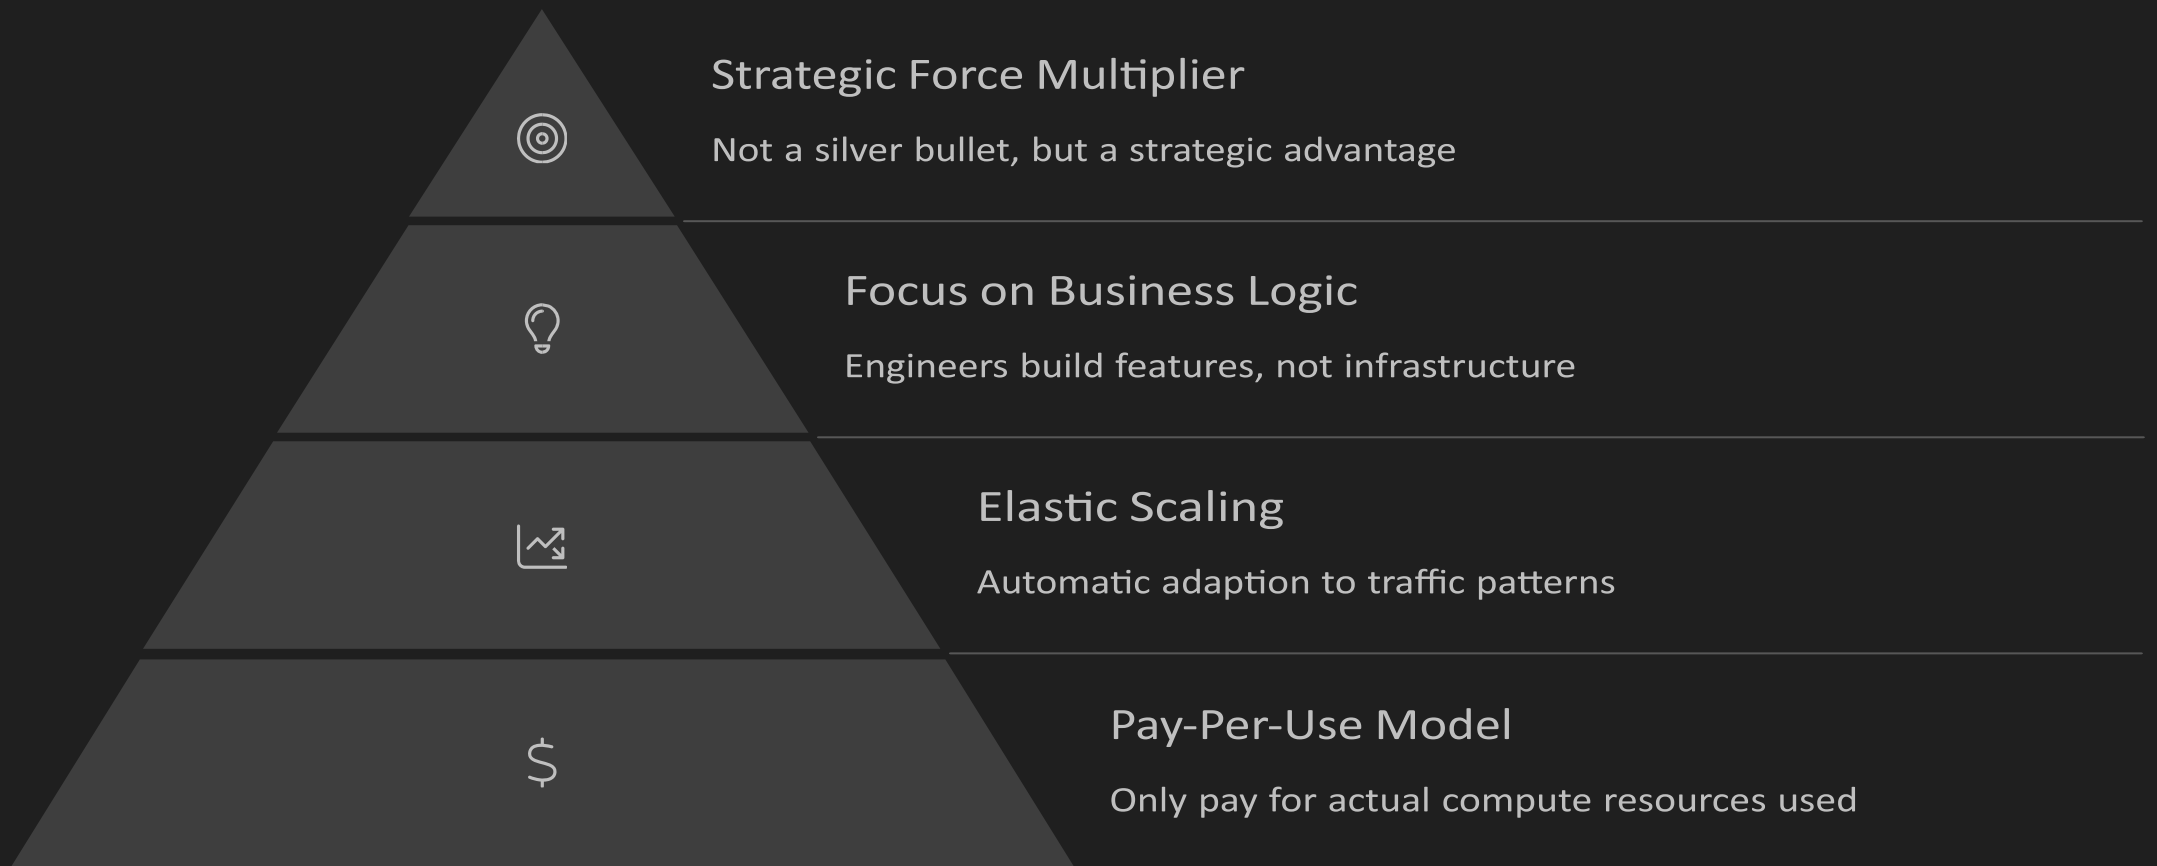 Strategic Force Multiplier
Not a silver bullet, but a strategic advantage
Focus on Business Logic
Engineers build features, not infrastructure
Elastic Scaling
Automatic adaption to traffic patterns
$
Pay-Per-Use Model
Only pay for actual compute resources used